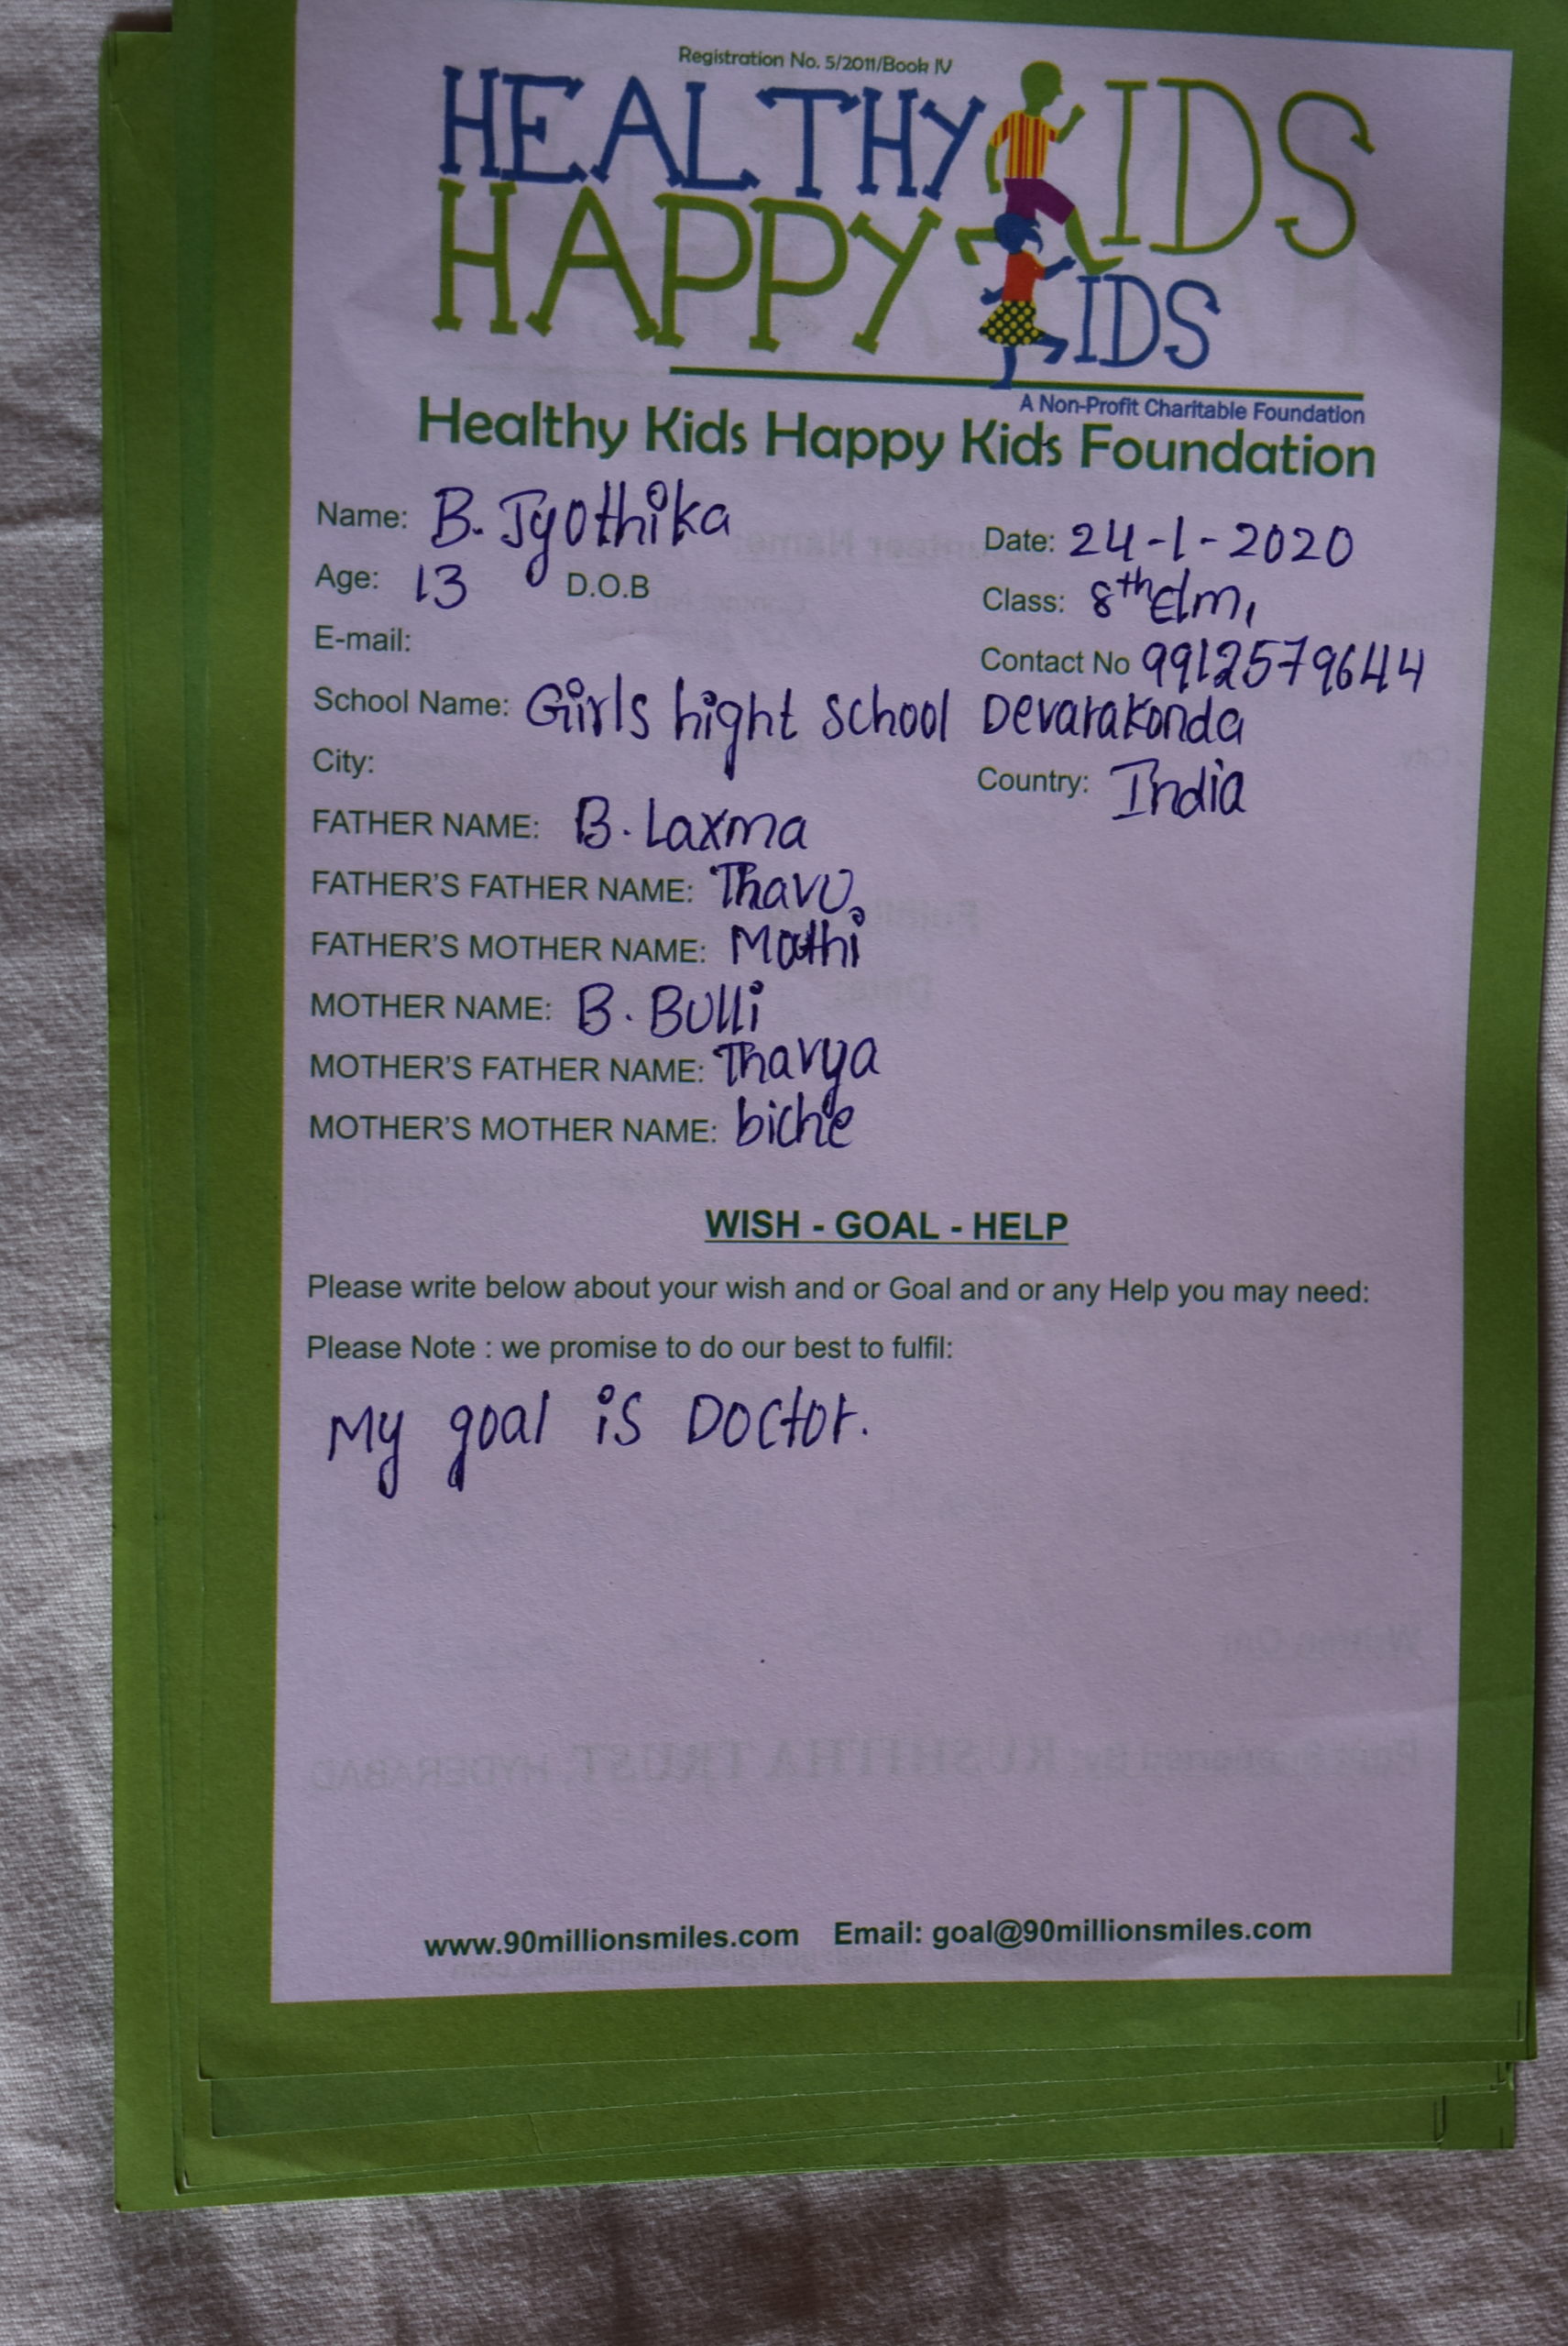 Registration No. 5/2011/Book IV
HEALTHY KIDS
HAPPY KIDS
A Non-Profit Charitable Foundation
Healthy Kids Happy Kids Foundation
Name: B. Jyothika
Date: 24-1-2020
Age: 13 D.O.B
Class: 8th E/m,
E-mail:
Contact No 9912579644
School Name: Girls hight school Devarakonda
City:
Country: India
FATHER NAME: B. Laxma
FATHER'S FATHER NAME: Thavu
FATHER'S MOTHER NAME: Mothi
MOTHER NAME: B. Bulli
MOTHER'S FATHER NAME: Thavya
MOTHER'S MOTHER NAME: biche
WISH - GOAL - HELP
Please write below about your wish and or Goal and or any Help you may need:
Please Note : we promise to do our best to fulfil:
My goal is Doctor.
www.90millionsmiles.com Email: goal@90millionsmiles.com